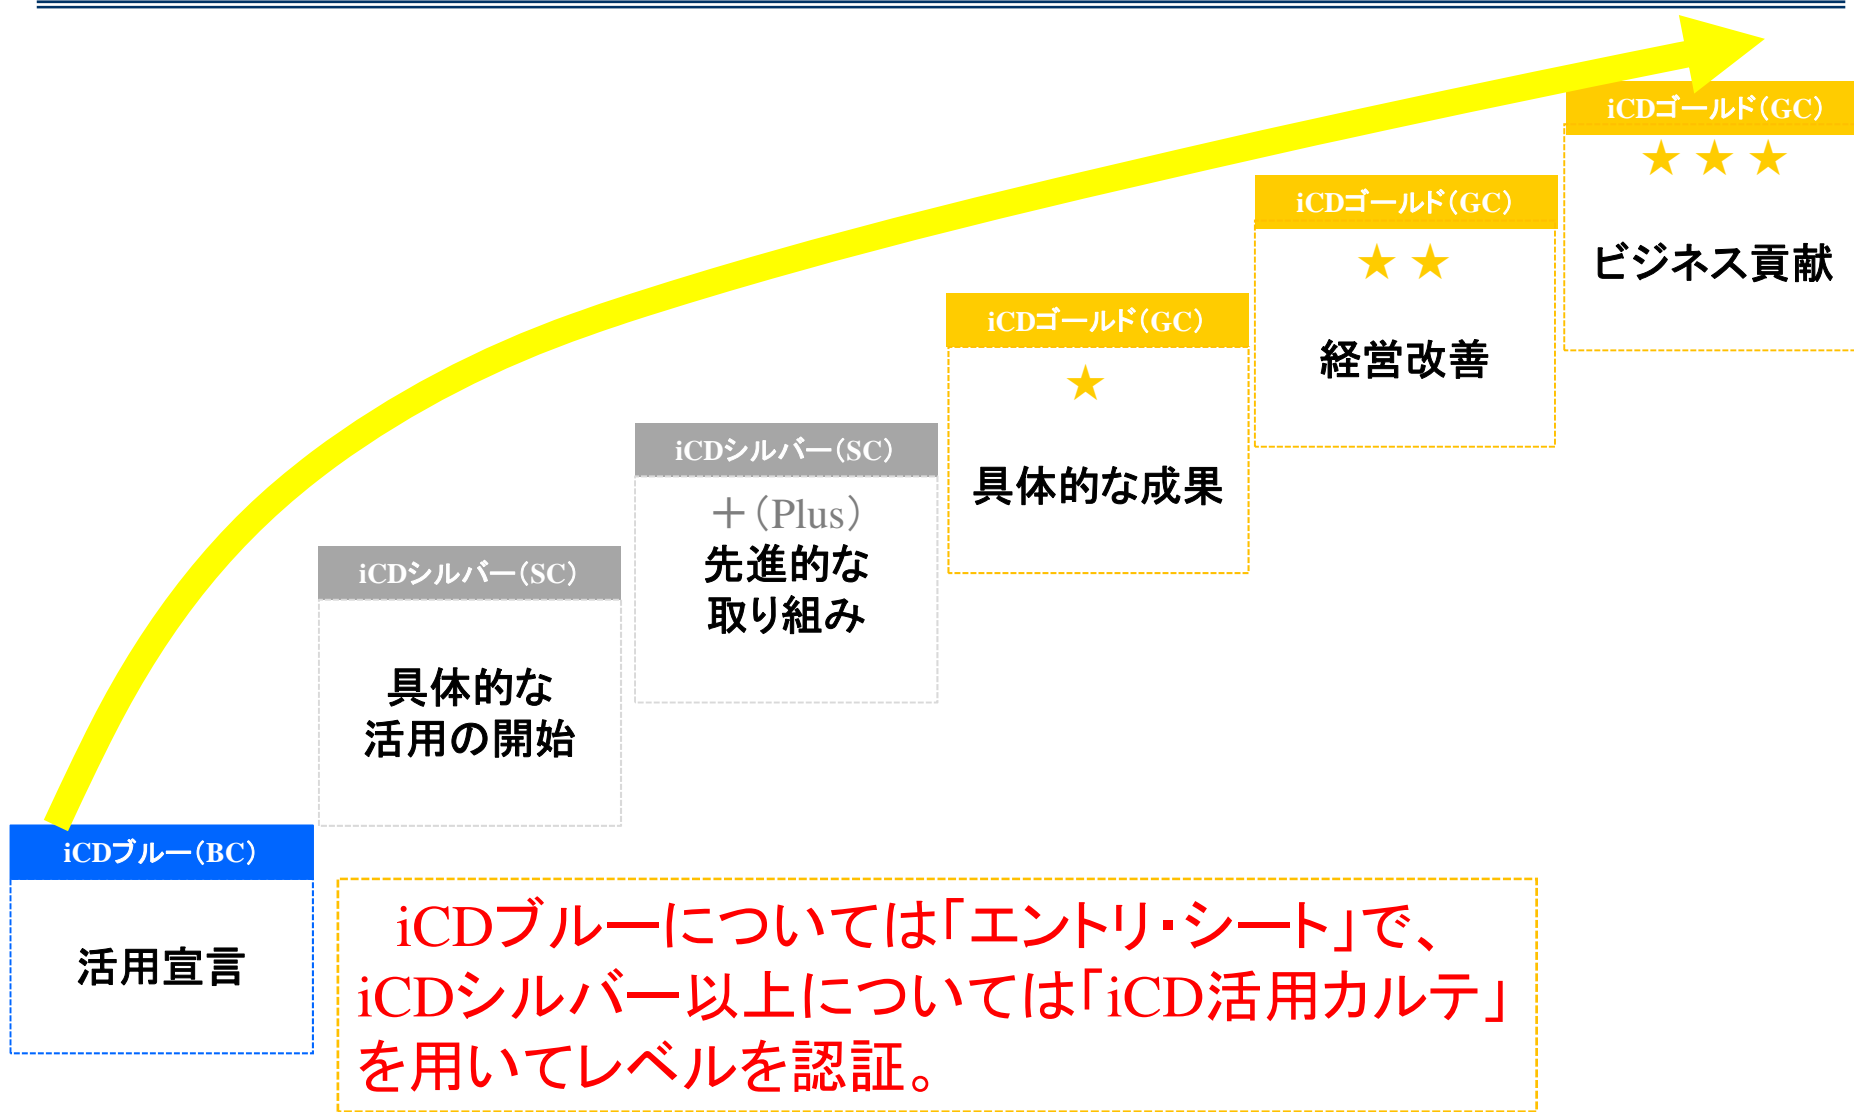 iCDゴールド（GC）
★ ★ ★
ビジネス貢献
iCDゴールド（GC）
★ ★
経営改善
iCDゴールド（GC）
★
具体的な成果
iCDシルバー（SC）
＋（Plus）
先進的な
取り組み
iCDシルバー（SC）
具体的な
活用の開始
iCDブルー（BC）
活用宣言
iCDブルーについては「エントリ・シート」で、
iCDシルバー以上については「iCD活用カルテ」
を用いてレベルを認証。